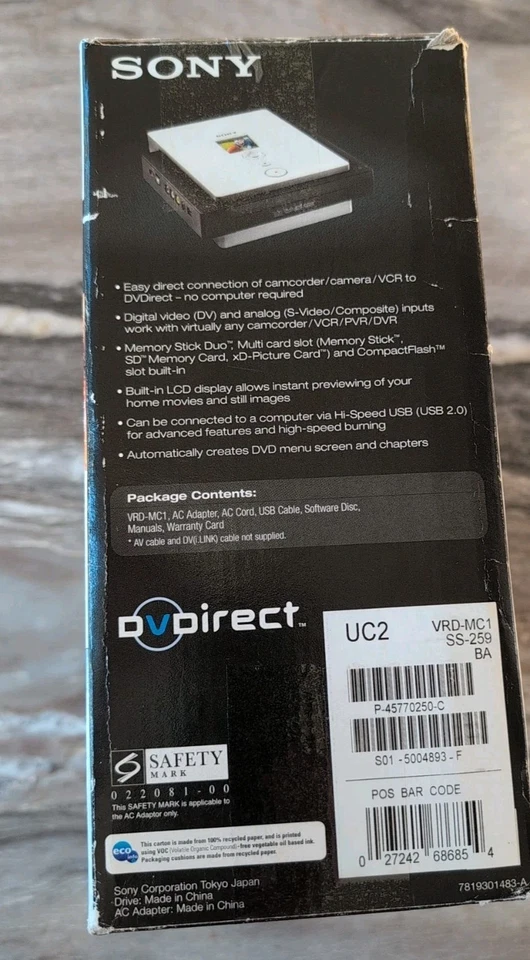 SONY
SONY
• Easy direct connection of camcorder/camera/VCR to
DVDirect – no computer required
• Digital video (DV) and analog (S-Video/Composite) inputs
work with virtually any camcorder/VCR/PVR/DVR
• Memory Stick Duo™, Multi card slot (Memory Stick™,
SD™ Memory Card, xD-Picture Card™) and CompactFlash™
slot built-in
• Built-in LCD display allows instant previewing of your
home movies and still images
• Can be connected to a computer via Hi-Speed USB (USB 2.0)
for advanced features and high-speed burning
• Automatically creates DVD menu screen and chapters
Package Contents:
VRD-MC1, AC Adapter, AC Cord, USB Cable, Software Disc,
Manuals, Warranty Card
* AV cable and DV(i.LINK) cable not supplied.
DVDirect™
UC2
VRD-MC1
SS-259
BA
P-45770250-C
S01 -5004893 - F
POS BAR CODE
0 27242 68685 4
SAFETY
MARK
022081-00
This SAFETY MARK is applicable to
the AC Adaptor only.
eco info
This carton is made from 100% recycled paper, and is printed
using VOC (Volatile Organic Compound)-free vegetable oil based ink.
Packaging cushions are made from recycled paper.
Sony Corporation Tokyo Japan
Drive: Made in China
AC Adapter: Made in China
7819301483-A